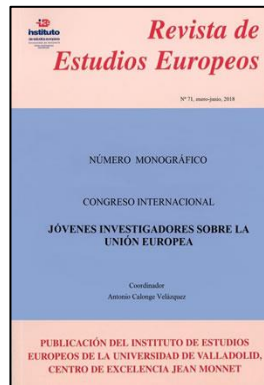 instituto
Revista de
Estudios Europeos
Nº 71, enero-junio, 2018
NÚMERO MONOGRÁFICO
CONGRESO INTERNACIONAL
JÓVENES INVESTIGADORES SOBRE LA
UNIÓN EUROPEA
Coordinador
Antonio Calonge Velázquez
PUBLICACIÓN DEL INSTITUTO DE ESTUDIOS
EUROPEOS DE LA UNIVERSIDAD DE VALLADOLID,
CENTRO DE EXCELENCIA JEAN MONNET